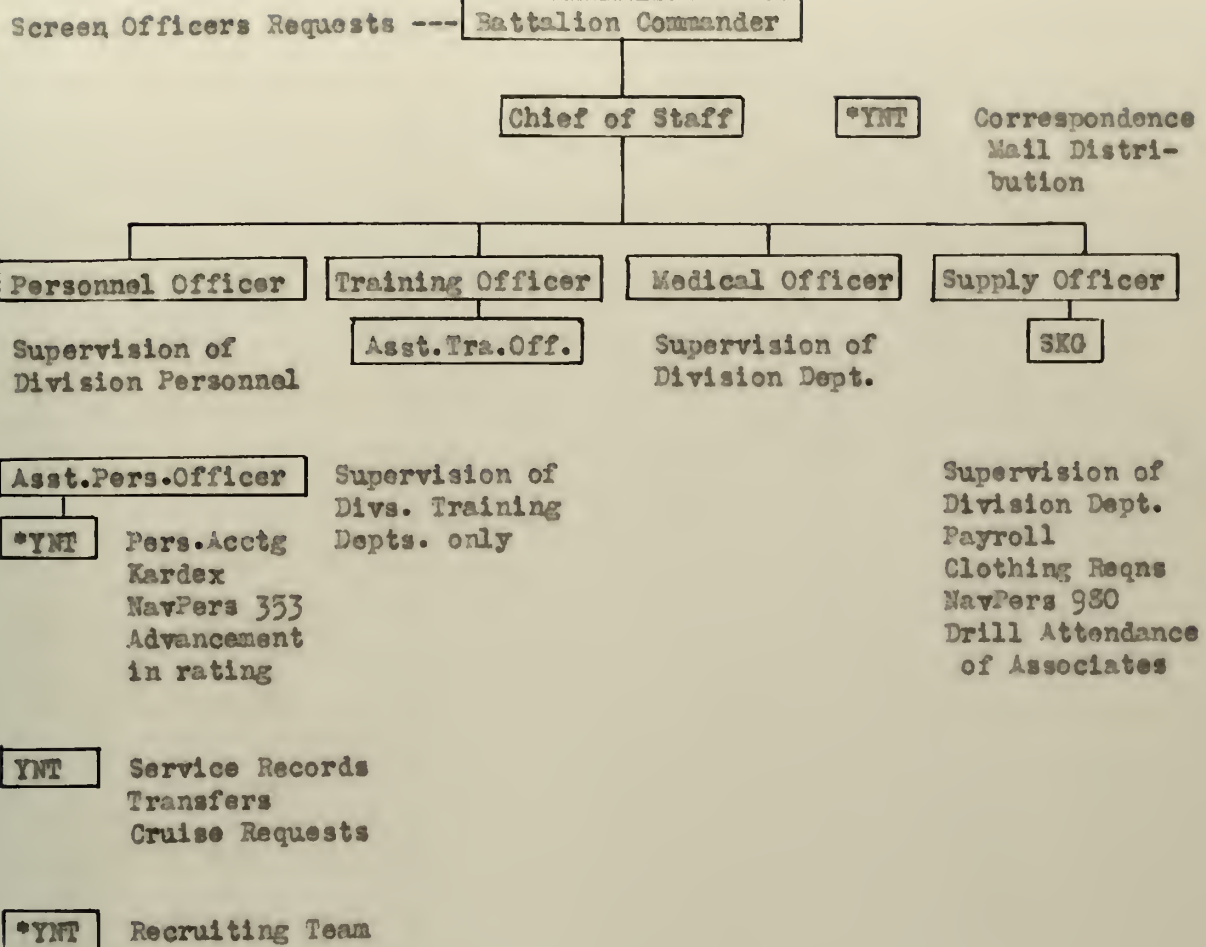 Screen Officers Requests --- Battalion Commander
Chief of Staff
*YNT
Correspondence
Mail Distri-
bution
Personnel Officer
Training Officer
Medical Officer
Supply Officer
Supervision of
Division Personnel
Asst.Tra.Off.
Supervision of
Division Dept.
SKG
Asst.Pers.Officer
*YNT
Pers.Acctg
Kardex
NavPers 353
Advancement
in rating
Supervision of
Divs. Training
Depts. only
Supervision of
Division Dept.
Payroll
Clothing Reqns
NavPers 980
Drill Attendance
of Associates
YNT
Service Records
Transfers
Cruise Requests
*YNT
Recruiting Team